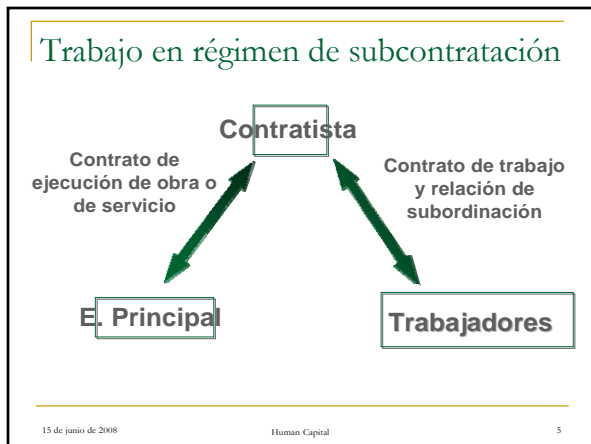 Trabajo en régimen de subcontratación
Contratista
Contrato de
ejecución de obra o
de servicio
Contrato de trabajo
y relación de
subordinación
E. Principal
Trabajadores
15 de junio de 2008
Human Capital
5